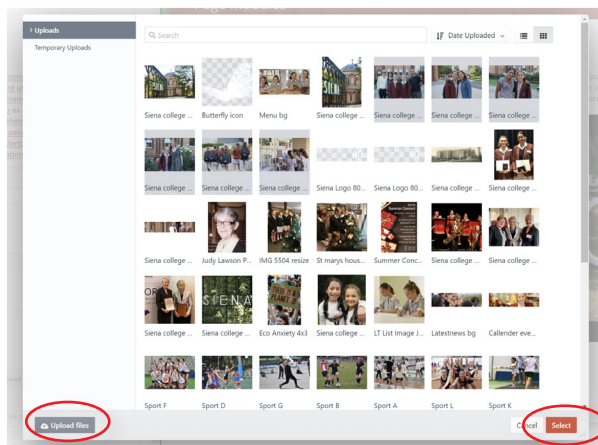 Uploads
Temporary Uploads
Search
Date Uploaded
Siena college ...
Butterfly icon
Menu bg
Siena college ...
Siena college ...
Siena college ...
Siena college ...
Siena college ...
Siena college ...
Siena college ...
Siena Logo 80...
Siena Logo 80...
Siena college ...
Siena college ...
Siena college ...
Judy Lawson P...
IMG 5504 resize
St marys hous...
Summer Conc...
Siena college ...
Siena college ...
SIENA
Siena college ...
Siena college ...
Eco Anxiety 4x3
Siena college ...
LT List Image J...
Latestnews bg
Callender eve...
Sport F
Sport D
Sport G
Sport B
Sport A
Sport L
Sport K
Upload files
Cancel
Select